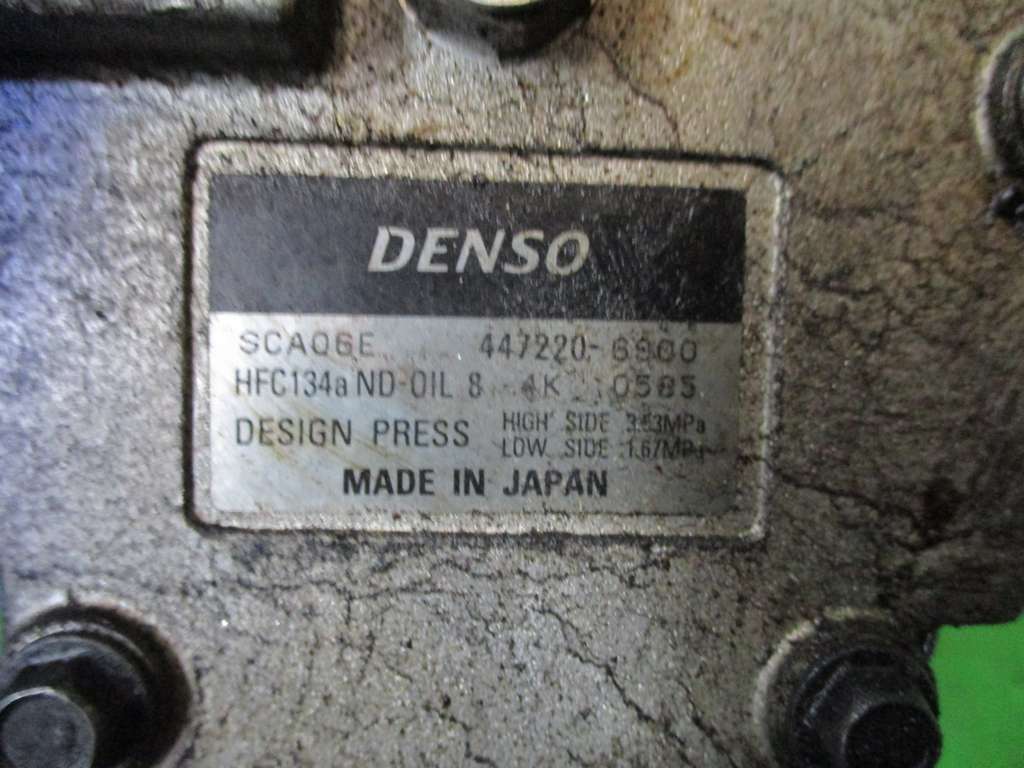 DENSO
SCA06E 447220-6900
HFC134a ND-OIL 8 4K 0585
DESIGN PRESS HIGH SIDE 3.53MPa
LOW SIDE 1.67MPa
MADE IN JAPAN